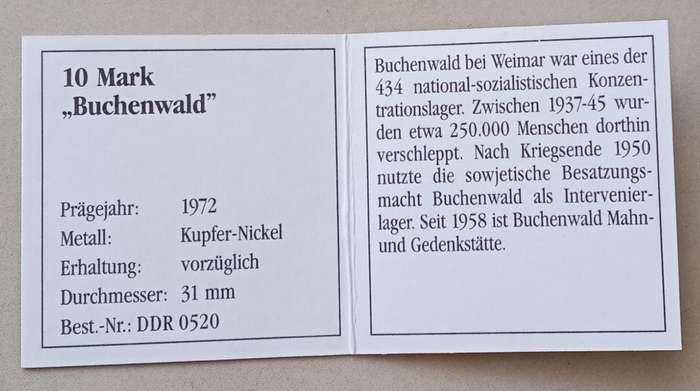 10 Mark
„Buchenwald”
Prägejahr: 1972
Metall: Kupfer-Nickel
Erhaltung: vorzüglich
Durchmesser: 31 mm
Best.-Nr.: DDR 0520
Buchenwald bei Weimar war eines der
434 national-sozialistischen Konzen-
trationslager. Zwischen 1937-45 wur-
den etwa 250.000 Menschen dorthin
verschleppt. Nach Kriegsende 1950
nutzte die sowjetische Besatzungs-
macht Buchenwald als Intervenier-
lager. Seit 1958 ist Buchenwald Mahn-
und Gedenkstätte.